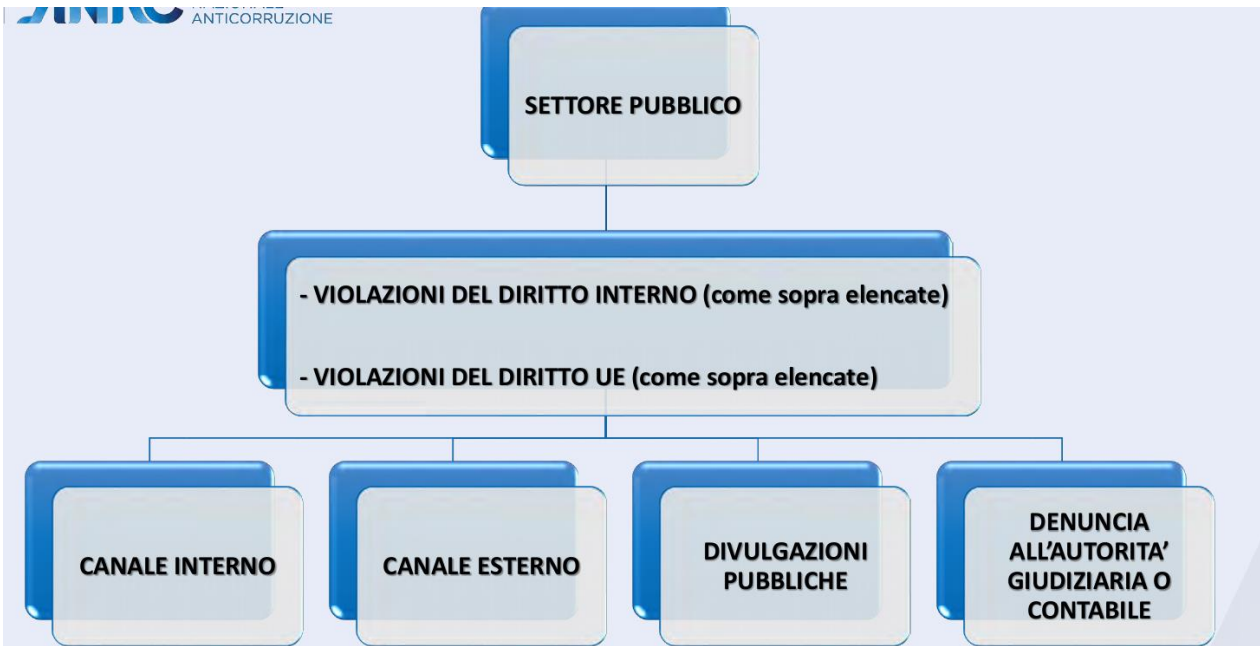 ANTICORRUZIONE
SETTORE PUBBLICO
- VIOLAZIONI DEL DIRITTO INTERNO (come sopra elencate)
- VIOLAZIONI DEL DIRITTO UE (come sopra elencate)
CANALE INTERNO
CANALE ESTERNO
DIVULGAZIONI
PUBBLICHE
DENUNCIA
ALL'AUTORITA'
GIUDIZIARIA O
CONTABILE